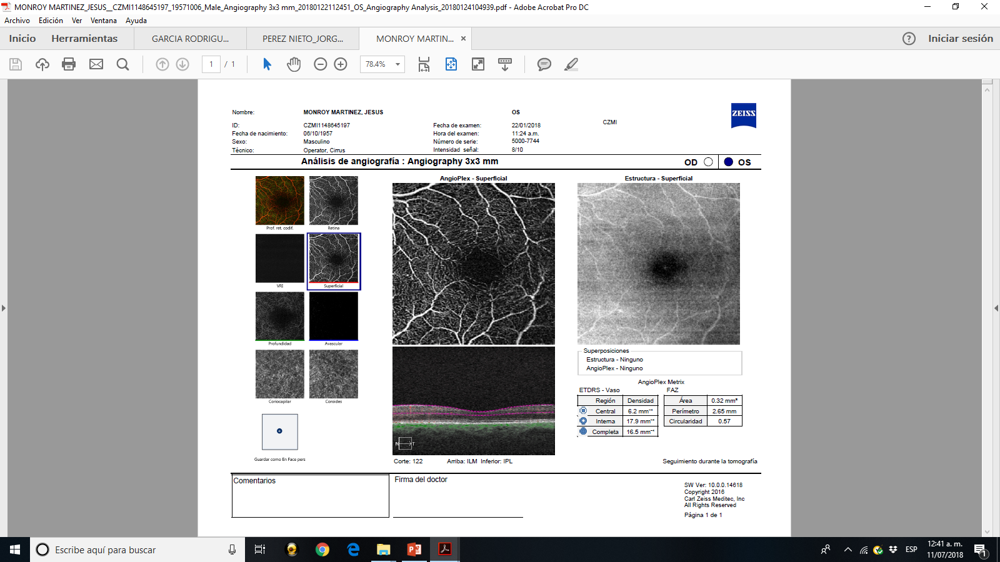 MONROY MARTINEZ_JESUS__CZMI1148645197_19571006_Male_Angiography 3x3 mm_20180122112451_OS_Angiography Analysis_20180124104939.pdf - Adobe Acrobat Pro DC
Archivo Edición Ver Ventana Ayuda
Inicio Herramientas GARCIA RODRIGU... PEREZ NIETO_JORG... MONROY MARTIN... × ? Iniciar sesión
1 / 1 78.4%
Nombre: MONROY MARTINEZ, JESUS OS
ZEISS
ID: CZMI1148645197 Fecha de examen: 22/01/2018 CZMI
Fecha de nacimiento: 06/10/1957 Hora del examen: 11:24 a.m.
Sexo: Masculino Número de serie: 5000-7744
Técnico: Operator, Cirrus Intensidad señal: 8/10
Análisis de angiografía : Angiography 3x3 mm OD OS
AngioPlex - Superficial Estructura - Superficial
Prof. ret. codif. Retina
VRI Superficial
Profundidad Avascular
Coriocapilar Coroides
Guardar como En Face pers
N T
Corte: 122 Arriba: ILM Inferior: IPL
Superposiciones
Estructura - Ninguno
AngioPlex - Ninguno
AngioPlex Metrix
ETDRS - Vaso FAZ
Región Densidad Área 0.32 mm²
Central 6.2 mm⁻¹ Perímetro 2.65 mm
Interna 17.9 mm⁻¹ Circularidad 0.57
Completa 16.5 mm⁻¹
Seguimiento durante la tomografía
Comentarios Firma del doctor
SW Ver: 10.0.0.14618
Copyright 2016
Carl Zeiss Meditec, Inc
All Rights Reserved
Página 1 de 1
Escribe aquí para buscar
ESP
12:41 a. m.
11/07/2018
1